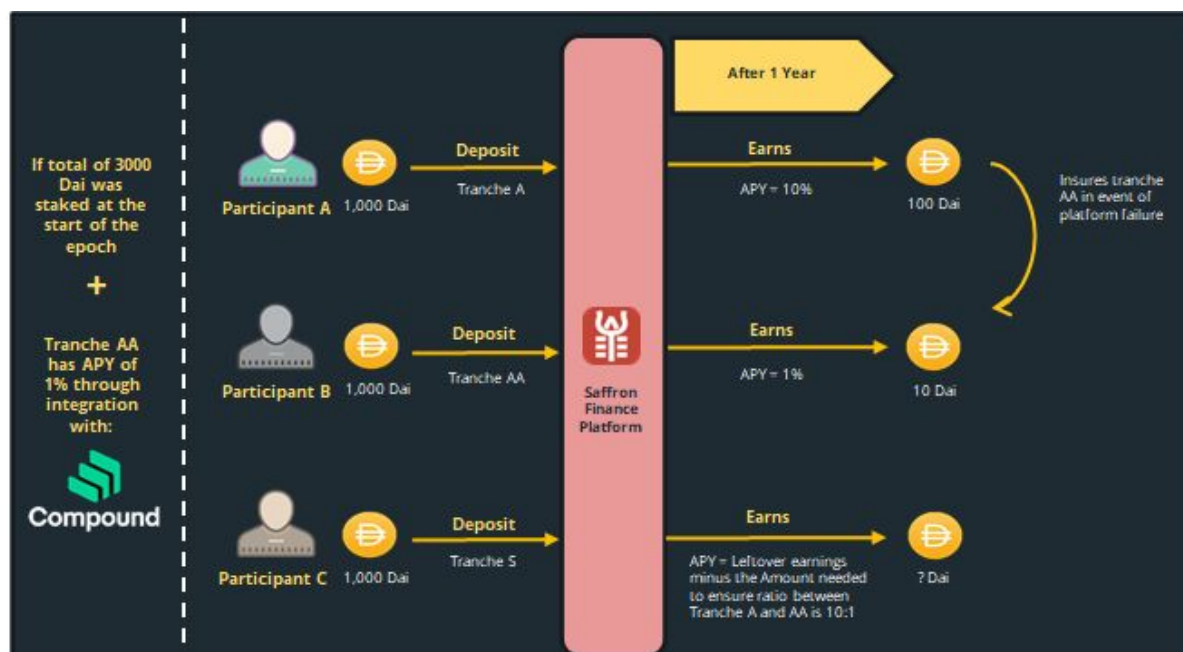 If total of 3000
Dai was
staked at the
start of the
epoch
+
Tranche AA
has APY of
1% through
integration
with:
Compound
After 1 Year
Participant A
1,000 Dai
Deposit
Tranche A
Earns
APY = 10%
100 Dai
Insures tranche
AA in event of
platform failure
Participant B
1,000 Dai
Deposit
Tranche AA
Saffron
Finance
Platform
Earns
APY = 1%
10 Dai
Participant C
1,000 Dai
Deposit
Tranche S
Earns
APY = Leftover earnings
minus the Amount needed
to ensure ratio between
Tranche A and AA is 10:1
? Dai